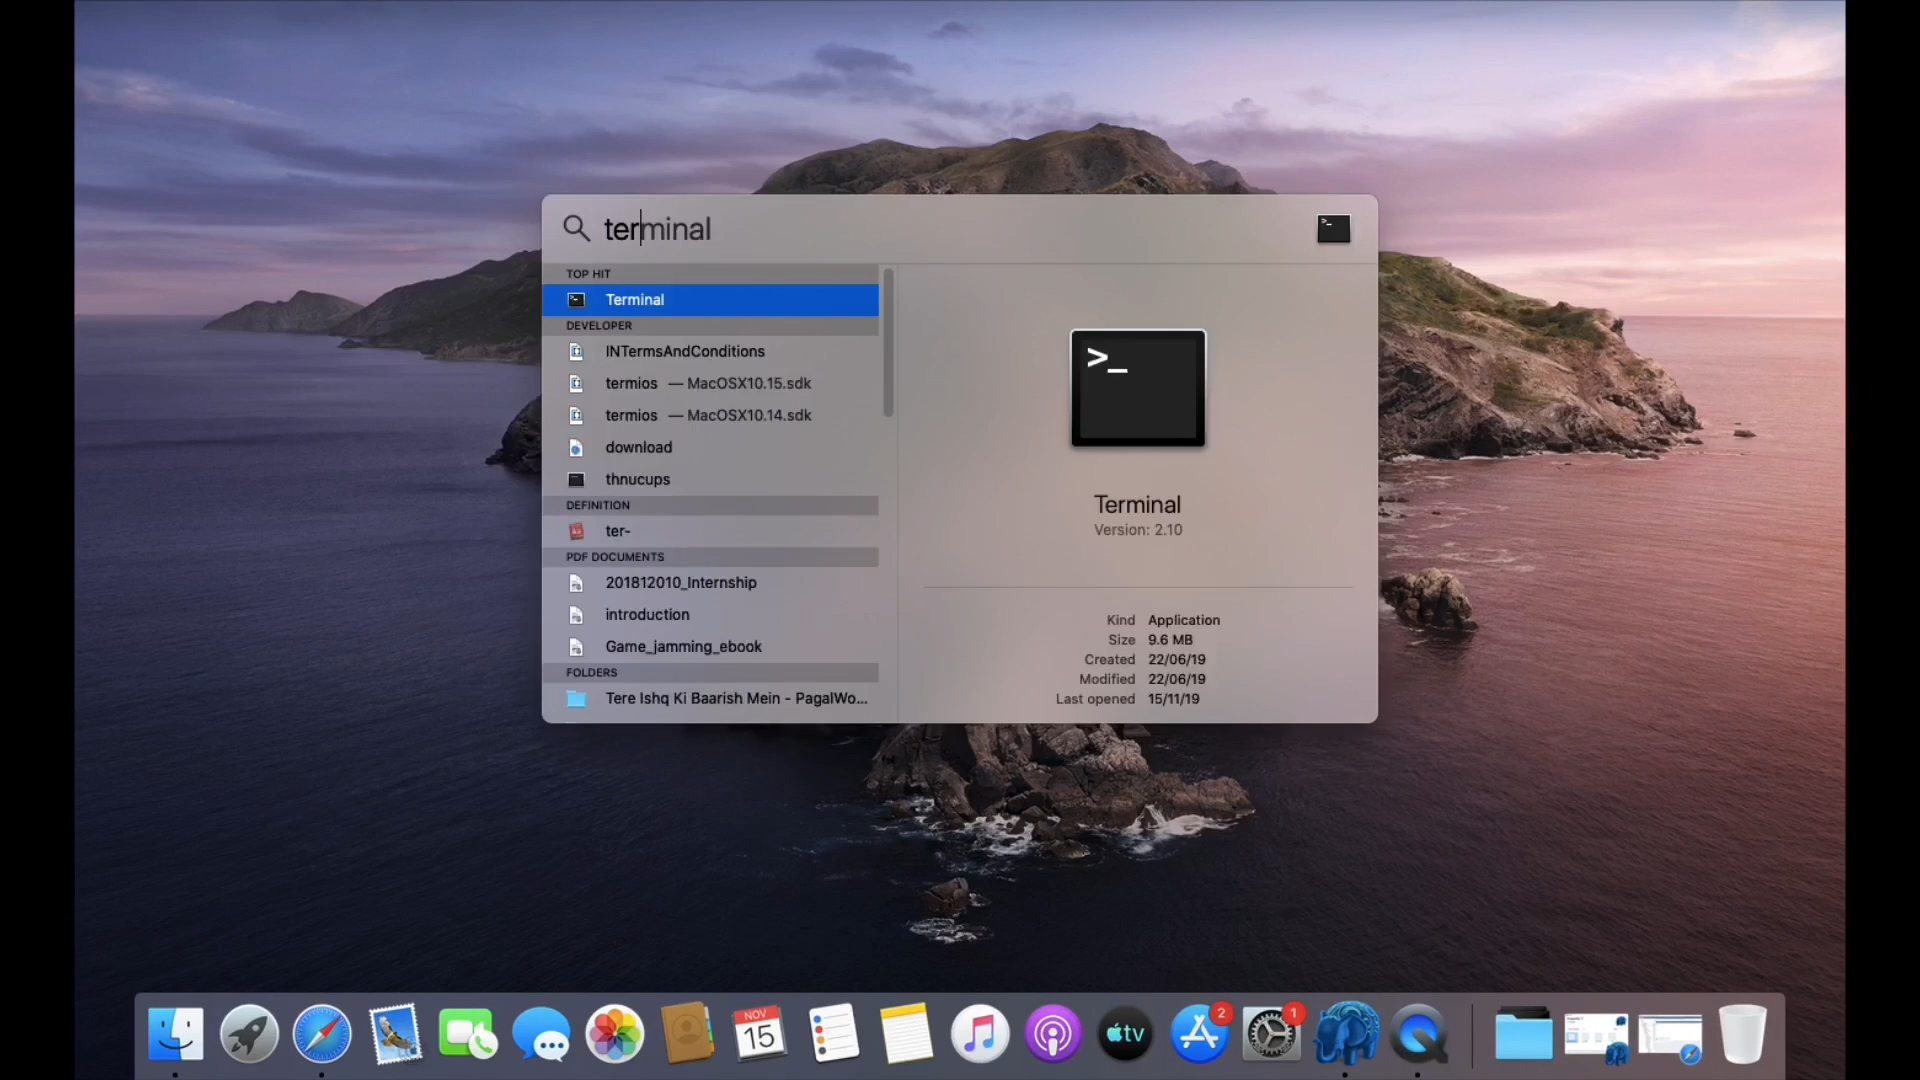 terminal
TOP HIT
Terminal
DEVELOPER
INTermsAndConditions
termios — MacOSX10.15.sdk
termios — MacOSX10.14.sdk
download
thnucups
DEFINITION
ter-
PDF DOCUMENTS
201812010_Internship
introduction
Game_jamming_ebook
FOLDERS
Tere Ishq Ki Baarish Mein - PagalWo...
>_
Terminal
Version: 2.10
Kind Application
Size 9.6 MB
Created 22/06/19
Modified 22/06/19
Last opened 15/11/19
NOV
15
tv
2
1